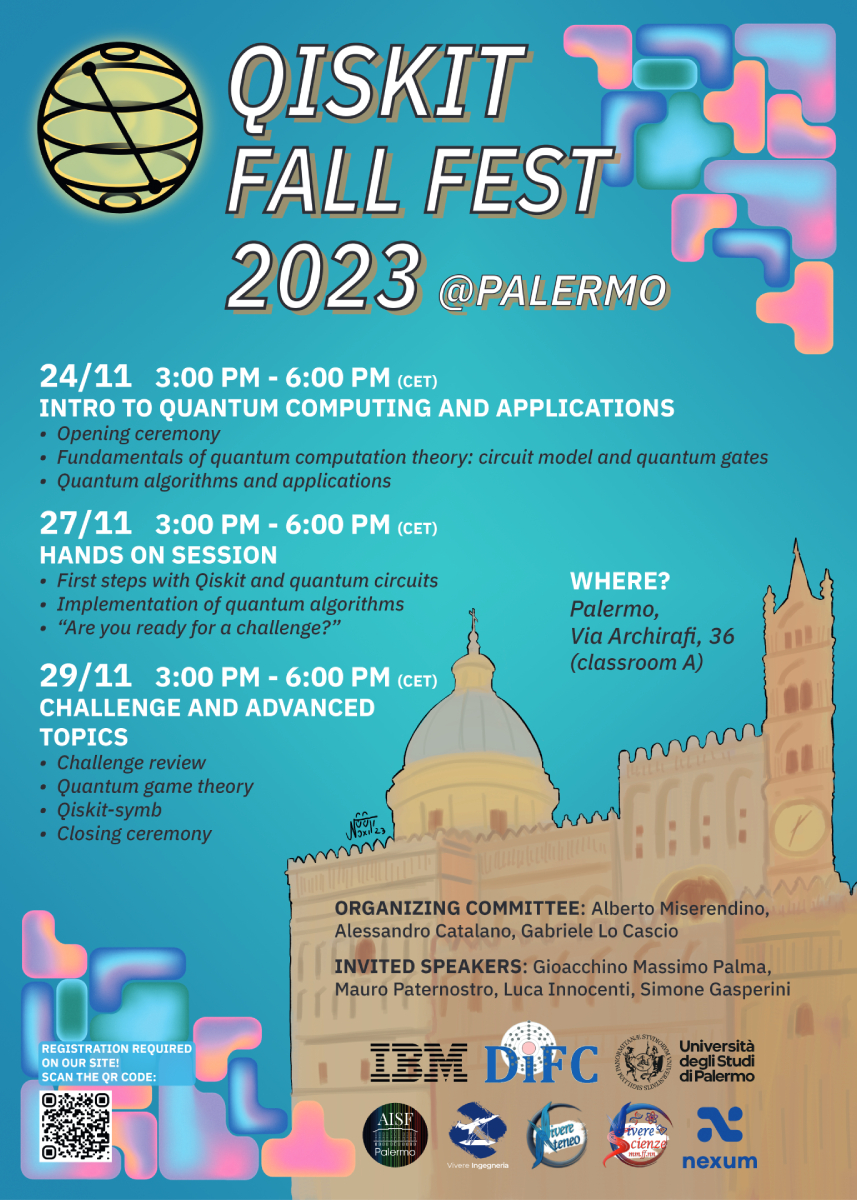 QISKIT
FALL FEST
2023 @PALERMO
24/11 3:00 PM - 6:00 PM (CET)
INTRO TO QUANTUM COMPUTING AND APPLICATIONS
• Opening ceremony
• Fundamentals of quantum computation theory: circuit model and quantum gates
• Quantum algorithms and applications
27/11 3:00 PM - 6:00 PM (CET)
HANDS ON SESSION
• First steps with Qiskit and quantum circuits
• Implementation of quantum algorithms
• “Are you ready for a challenge?”
WHERE?
Palermo,
Via Archirafi, 36
(classroom A)
29/11 3:00 PM - 6:00 PM (CET)
CHALLENGE AND ADVANCED
TOPICS
• Challenge review
• Quantum game theory
• Qiskit-symb
• Closing ceremony
ORGANIZING COMMITTEE: Alberto Miserendino,
Alessandro Catalano, Gabriele Lo Cascio
INVITED SPEAKERS: Gioacchino Massimo Palma,
Mauro Paternostro, Luca Innocenti, Simone Gasperini
REGISTRATION REQUIRED
ON OUR SITE!
SCAN THE QR CODE:
IBM
DiFC
Università
degli Studi
di Palermo
AISF
Palermo
Vivere Ingegneria
Vivere
Ateneo
Vivere
Scienze
mm.ff.nn.
nexum